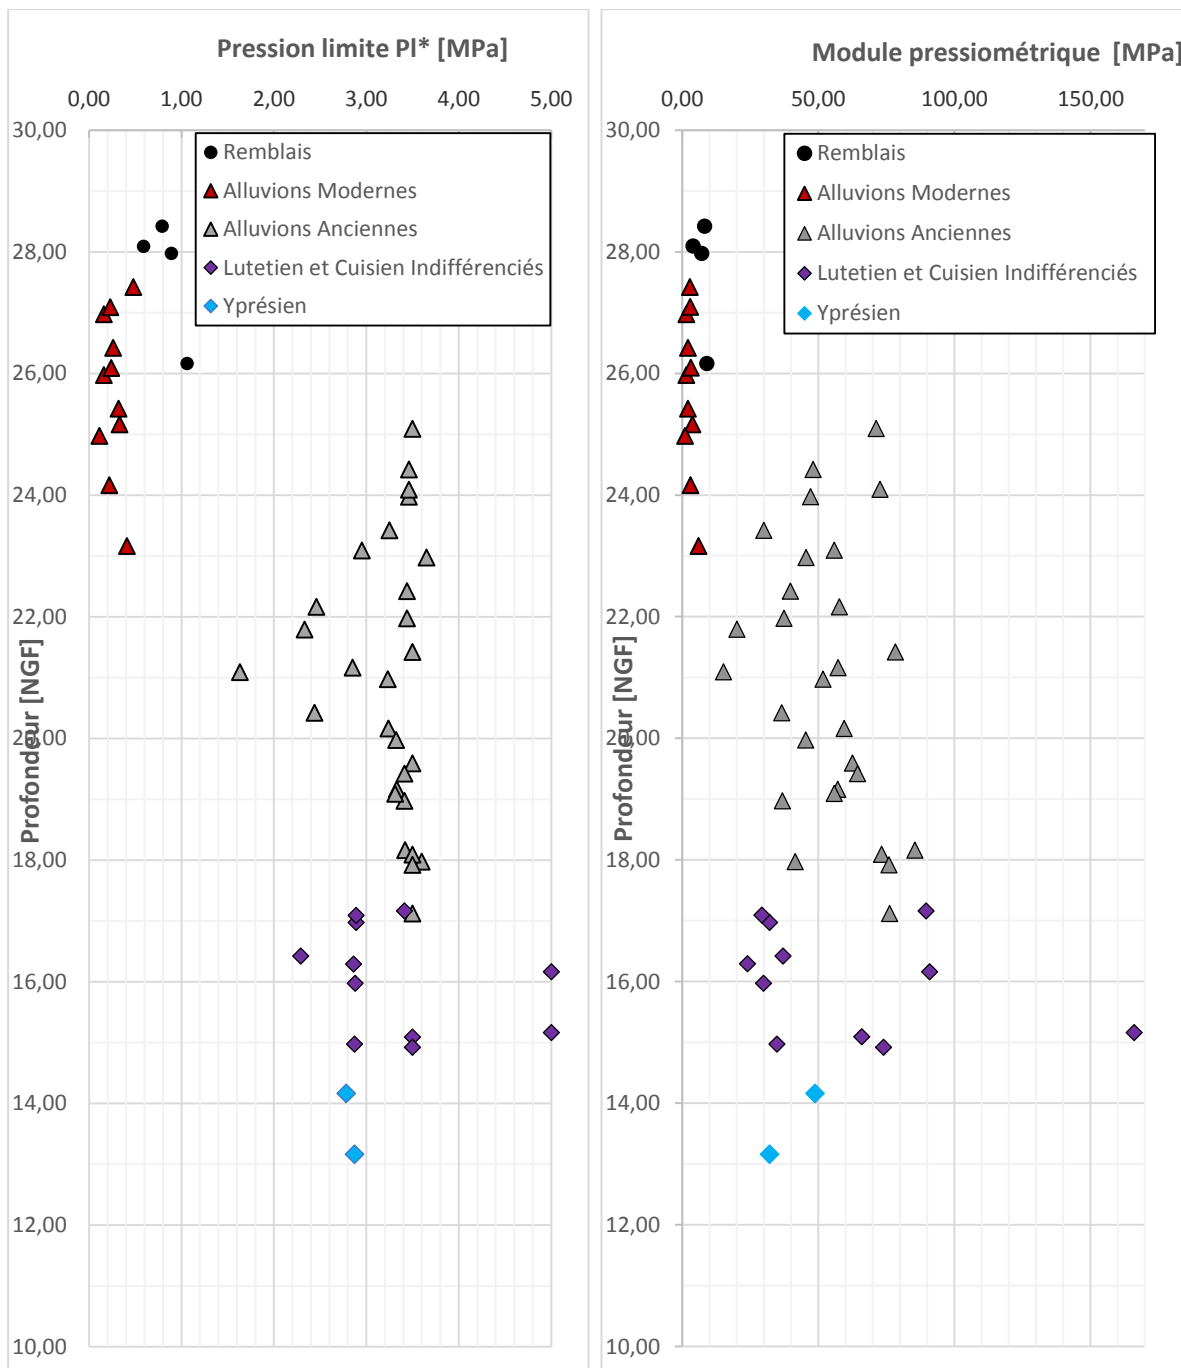 Pression limite Pl* [MPa]
0,00 1,00 2,00 3,00 4,00 5,00
30,00
28,00
26,00
24,00
22,00
20,00
18,00
16,00
14,00
12,00
10,00
Profondeur [NGF]
Remblais
Alluvions Modernes
Alluvions Anciennes
Lutetien et Cuisien Indifférenciés
Yprésien
Module pressiométrique [MPa]
0,00 50,00 100,00 150,00
30,00
28,00
26,00
24,00
22,00
20,00
18,00
16,00
14,00
12,00
10,00
Profondeur [NGF]
Remblais
Alluvions Modernes
Alluvions Anciennes
Lutetien et Cuisien Indifférenciés
Yprésien